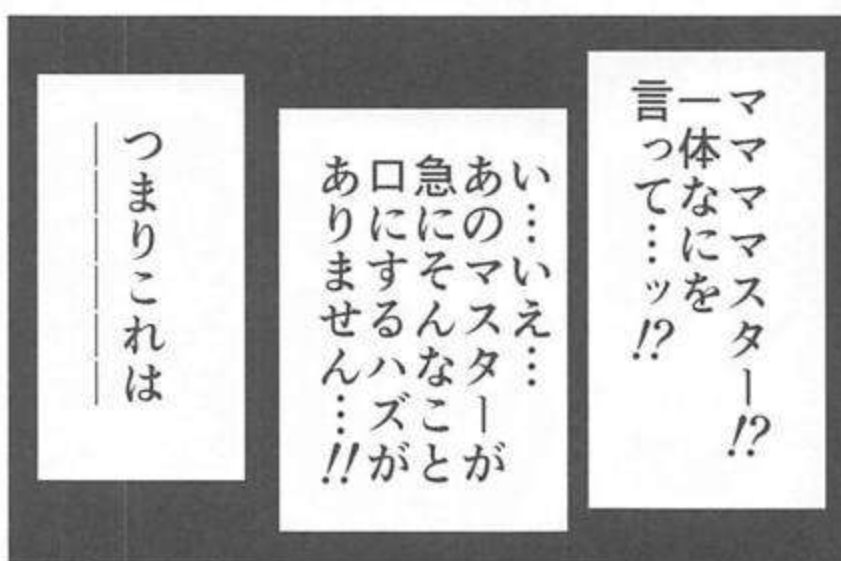 ママママスター⁉
一体なにを
言って…ッ⁉
い…いえ…
あのマスターが
急にそんなこと
口にするハズが
ありません…‼
つまりこれは
――――――